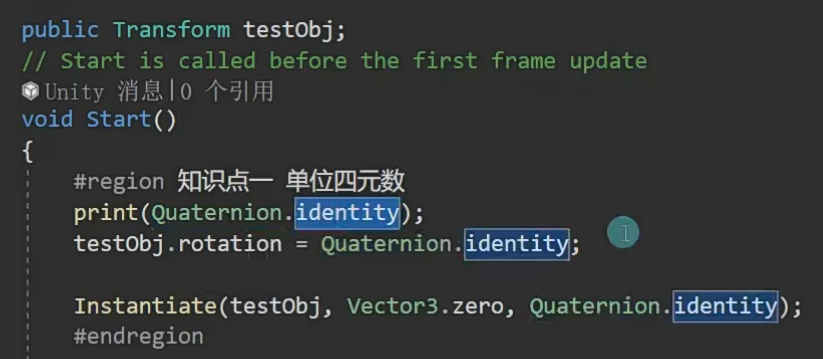 public Transform testObj;
// Start is called before the first frame update
Unity 消息|0 个引用
void Start()
{
#region 知识点一 单位四元数
print(Quaternion.identity);
testObj.rotation = Quaternion.identity;
Instantiate(testObj, Vector3.zero, Quaternion.identity);
#endregion